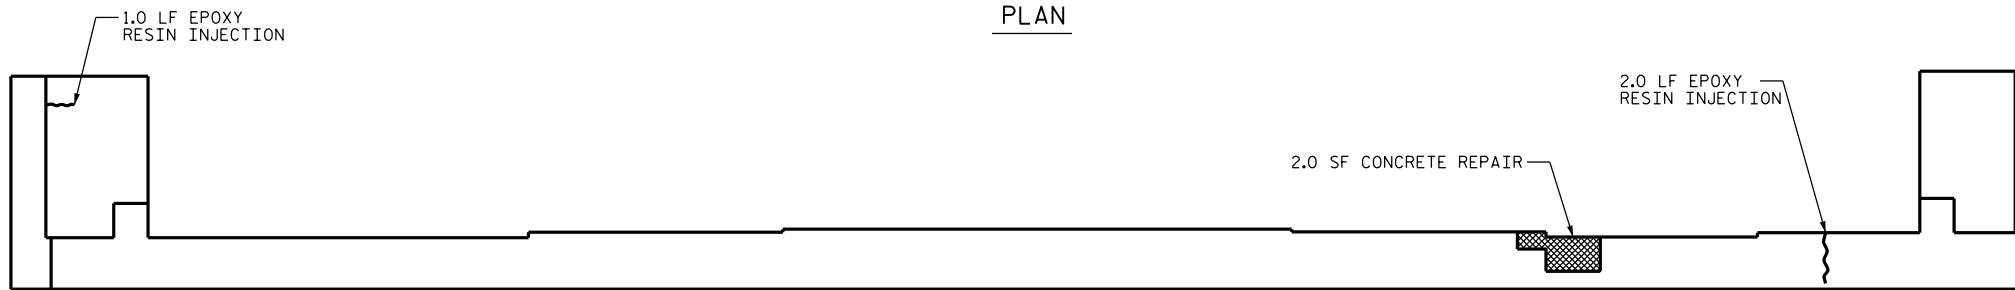 1.0 LF EPOXY
RESIN INJECTION
PLAN
2.0 LF EPOXY
RESIN INJECTION
2.0 SF CONCRETE REPAIR